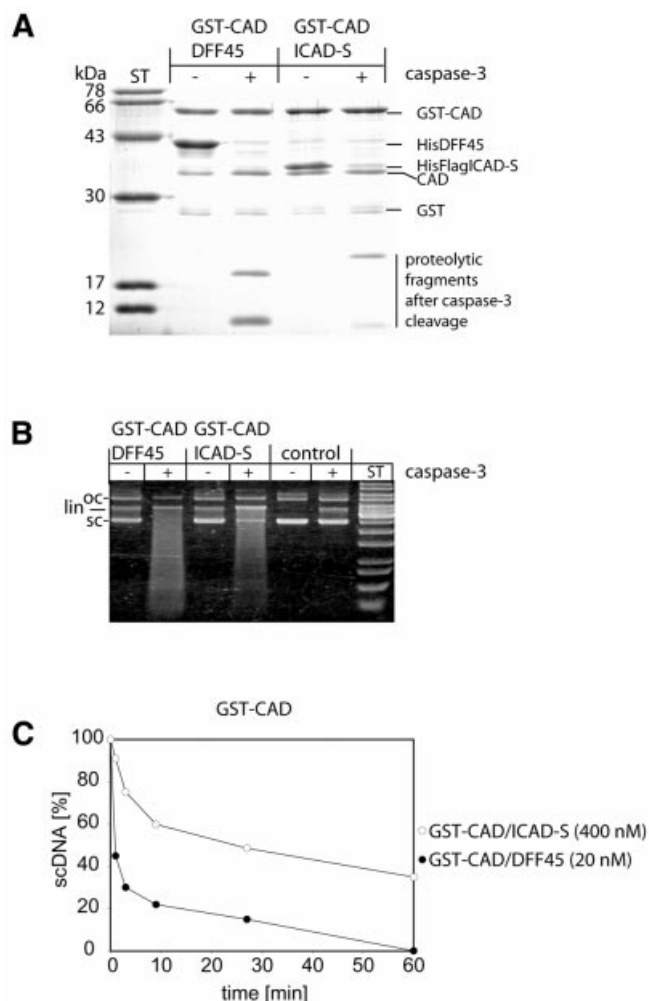 A
GST-CAD GST-CAD
DFF45 ICAD-S
kDa ST - + - + caspase-3
78
66
GST-CAD
43
HisDFF45
HisFlagICAD-S
CAD
30
GST
proteolytic
fragments
17
after caspase-3
12
cleavage
B
GST-CAD GST-CAD
DFF45 ICAD-S control
- + - + - + ST caspase-3
oc
lin
sc
C
GST-CAD
100
80
60
40
20
0
scDNA [%]
GST-CAD/ICAD-S (400 nM)
GST-CAD/DFF45 (20 nM)
0 10 20 30 40 50 60
time [min]